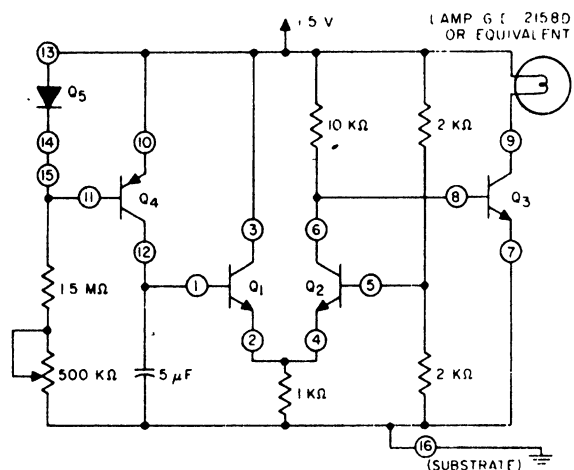 +5 V
LAMP G E 2158D
OR EQUIVALENT
13
Q5
14
15
10
10 KΩ
2 KΩ
9
11
Q4
8
Q3
12
3
6
7
1
Q1
Q2
5
1.5 MΩ
2
4
500 KΩ
5 μF
1 KΩ
2 KΩ
16
(SUBSTRATE)